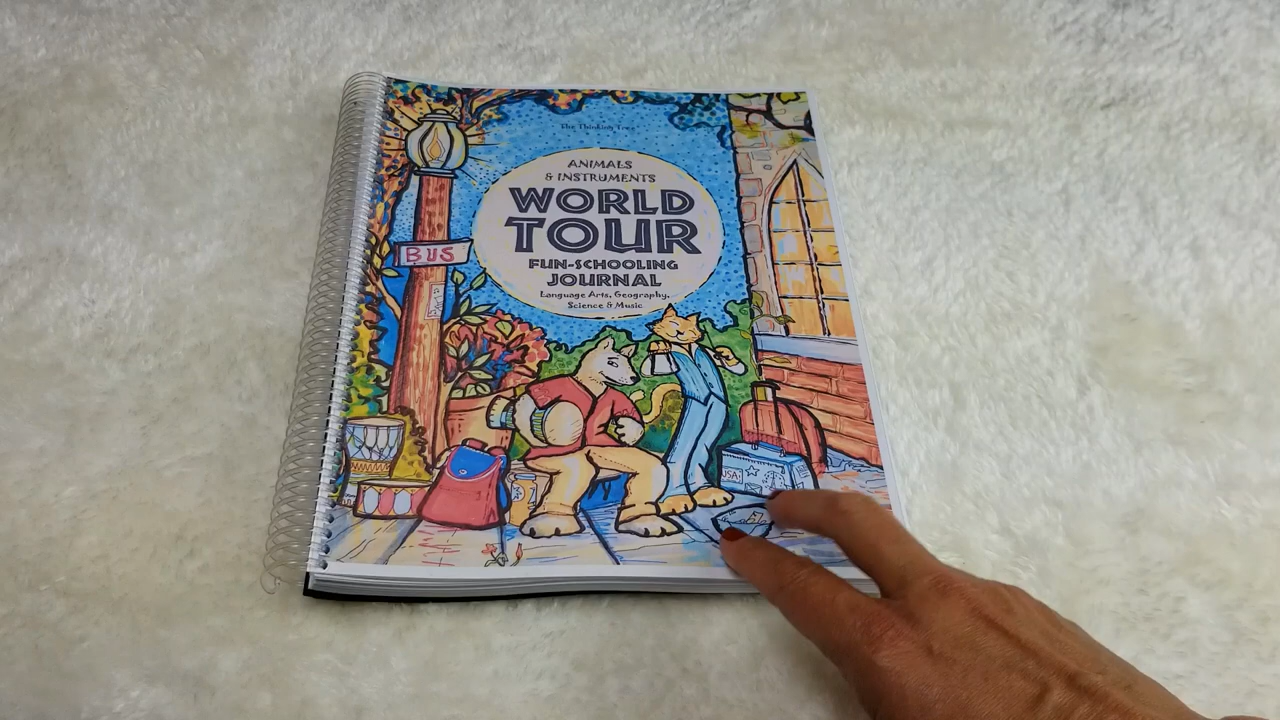 The Thinking Tree
ANIMALS
& INSTRUMENTS
WORLD
TOUR
FUN-SCHOOLING
JOURNAL
Language Arts, Geography,
Science & Music
BUS
USA